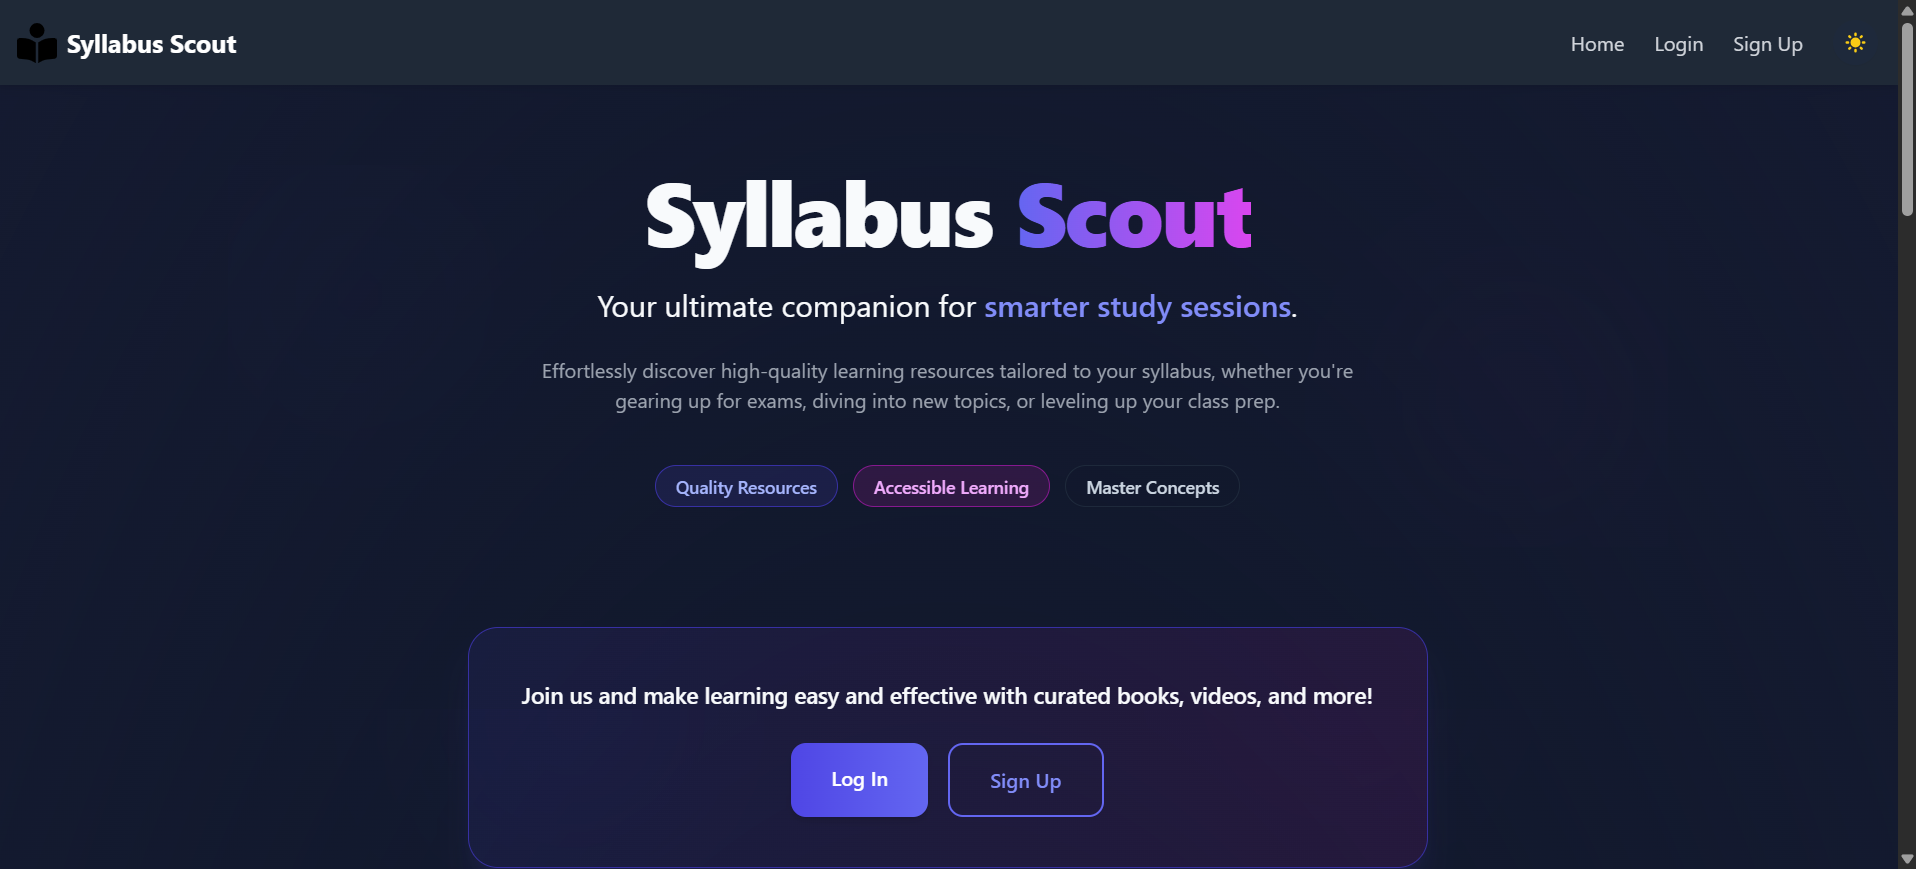 Syllabus Scout
Home
Login
Sign Up
Syllabus Scout
Your ultimate companion for smarter study sessions.
Effortlessly discover high-quality learning resources tailored to your syllabus, whether you're
gearing up for exams, diving into new topics, or leveling up your class prep.
Quality Resources
Accessible Learning
Master Concepts
Join us and make learning easy and effective with curated books, videos, and more!
Log In
Sign Up